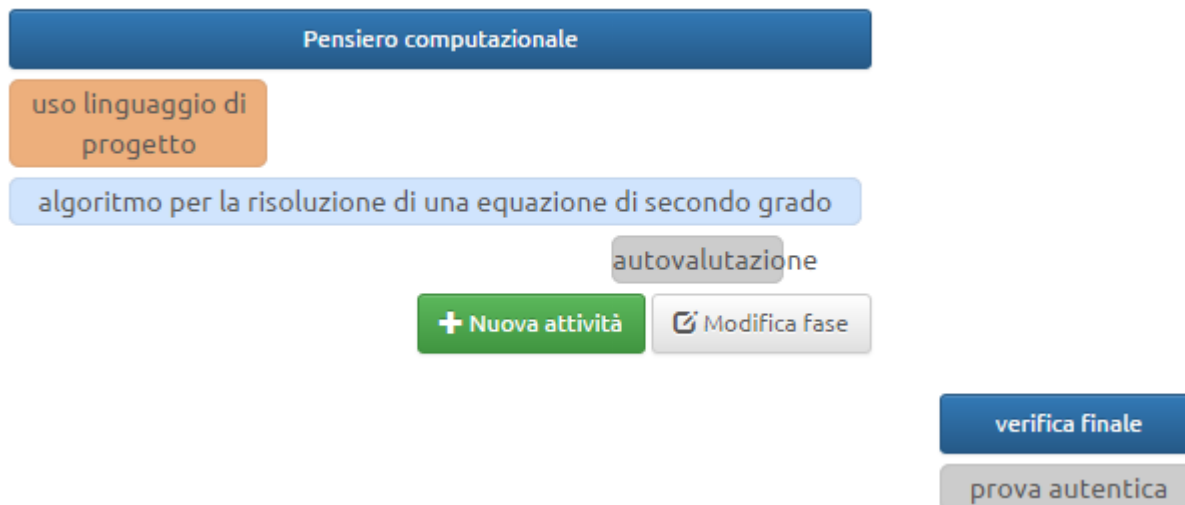 Pensiero computazionale
uso linguaggio di
progetto
algoritmo per la risoluzione di una equazione di secondo grado
autovalutazione
Nuova attività
Modifica fase
verifica finale
prova autentica